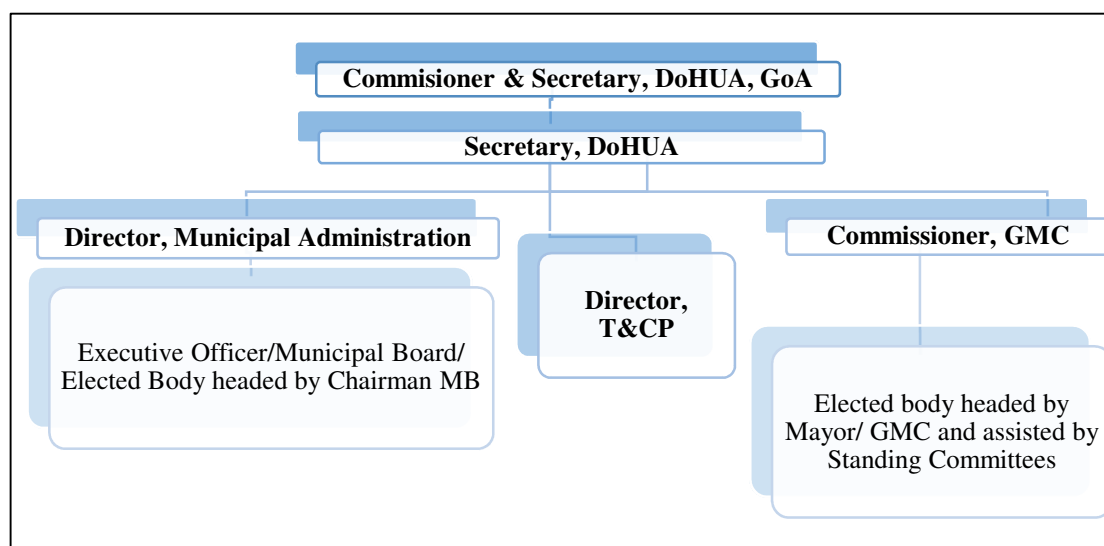 Commisioner & Secretary, DoHUA, GoA
Secretary, DoHUA
Director, Municipal Administration
Executive Officer/Municipal Board/
Elected Body headed by Chairman MB
Director,
T&CP
Commissioner, GMC
Elected body headed by
Mayor/ GMC and assisted by
Standing Committees